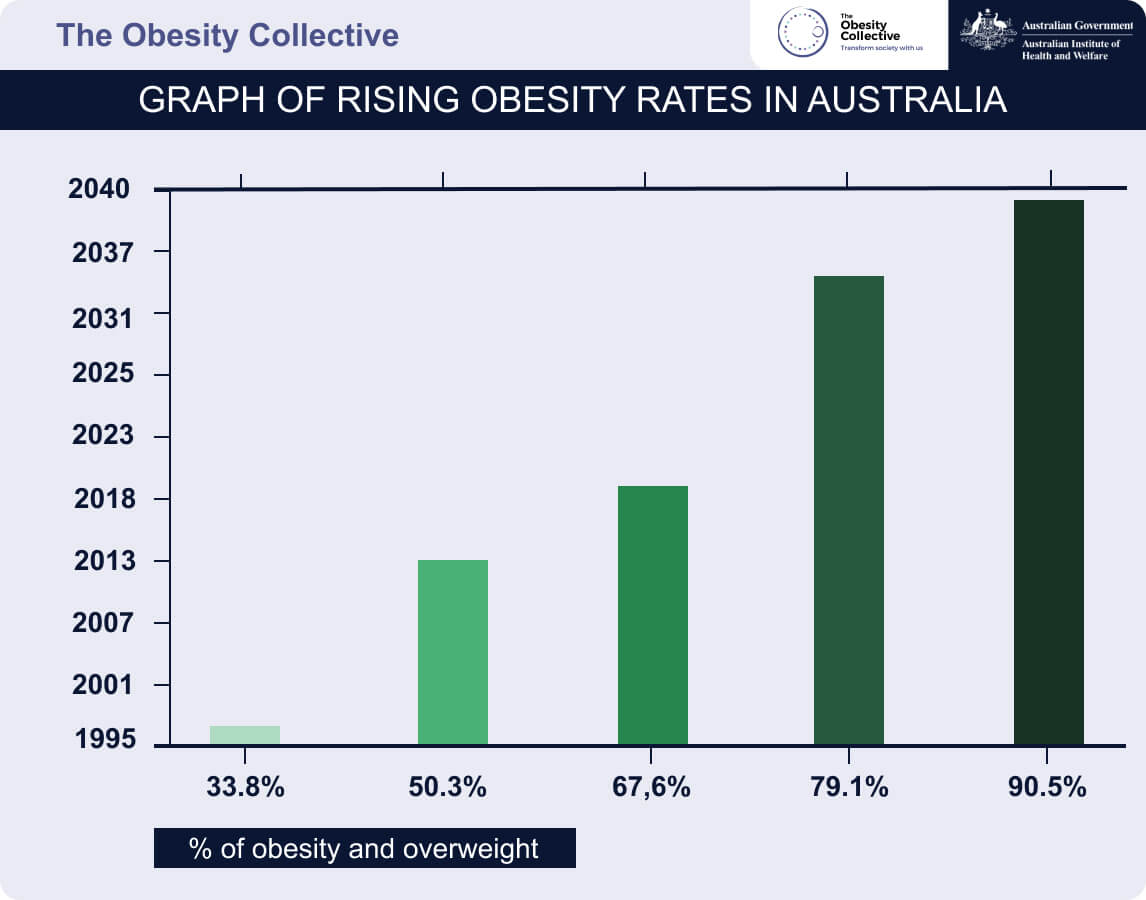 The Obesity Collective
The
Obesity
Collective
Transform society with us
Australian Government
Australian Institute of
Health and Welfare
GRAPH OF RISING OBESITY RATES IN AUSTRALIA
2040
2037
2031
2025
2023
2018
2013
2007
2001
1995
33.8% 50.3% 67,6% 79.1% 90.5%
% of obesity and overweight